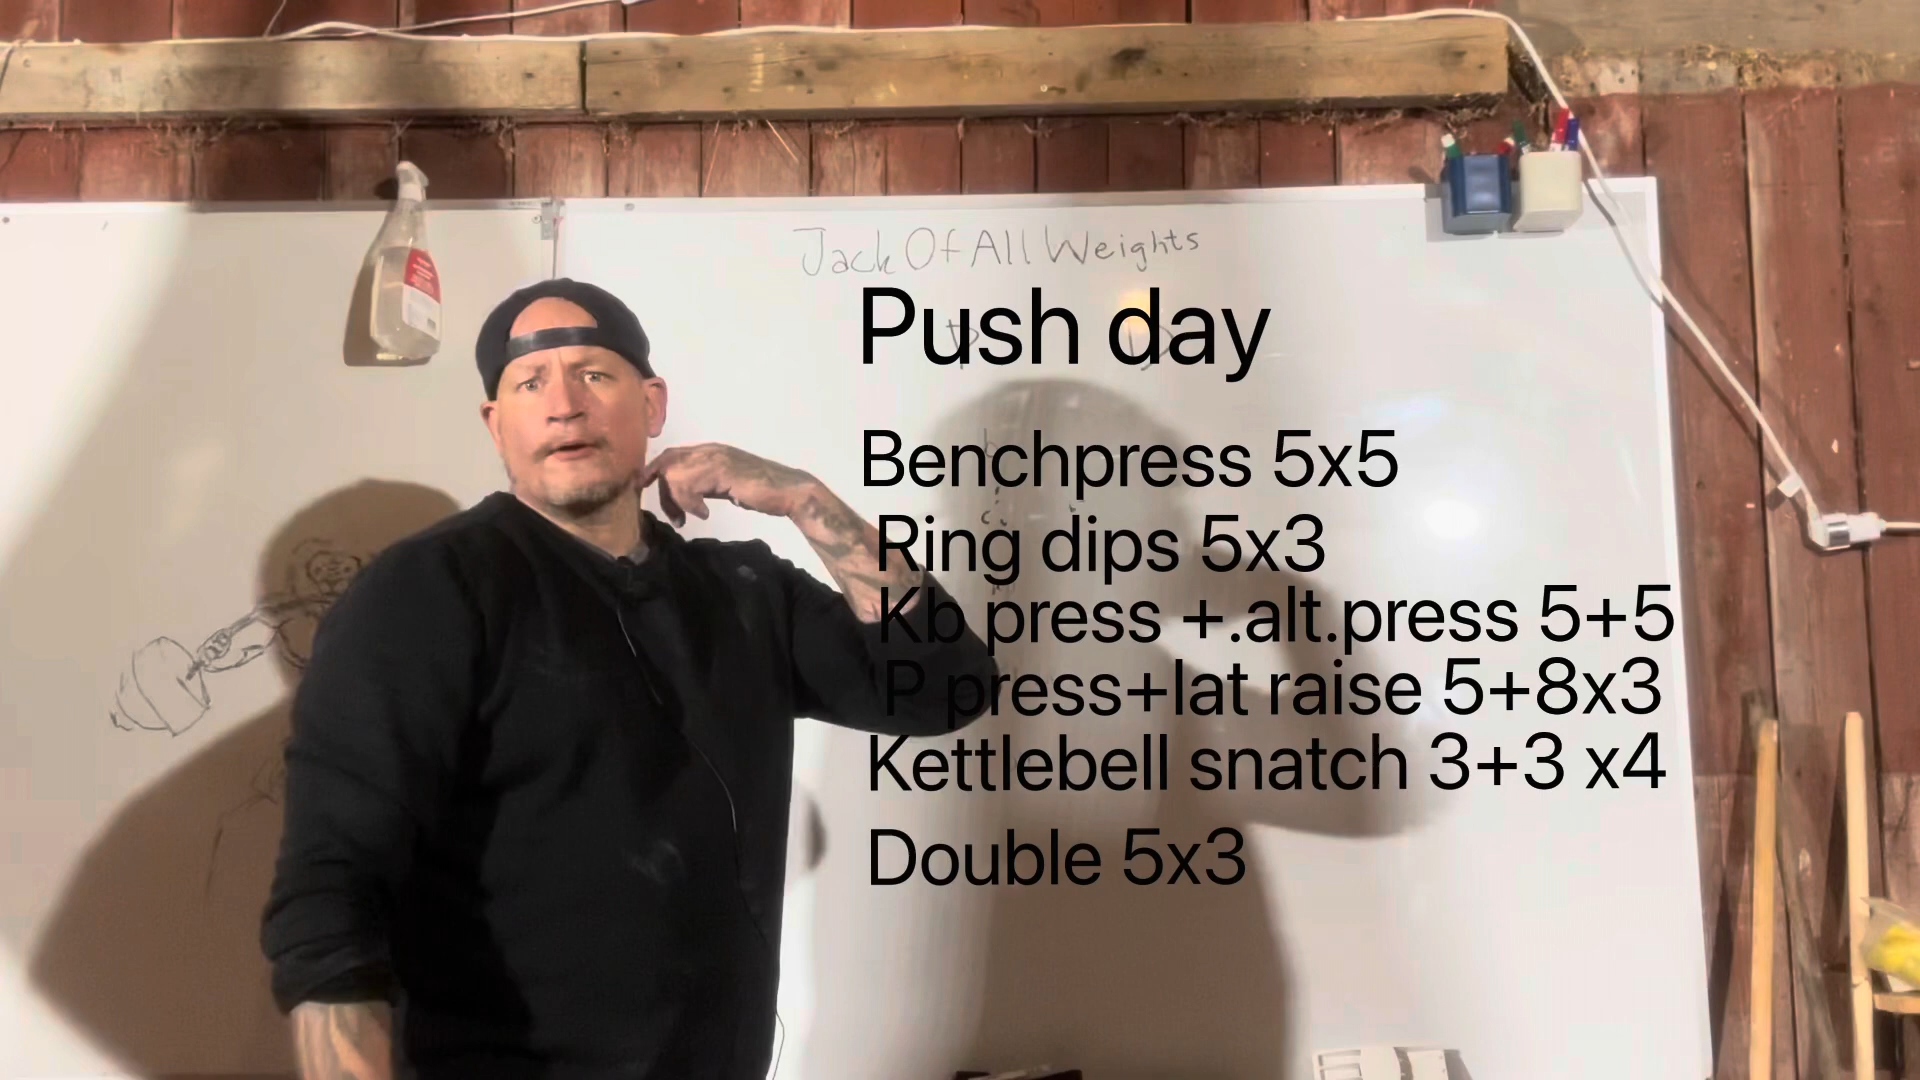 Jack Of All Weights
Push day
Benchpress 5x5
Ring dips 5x3
Kb press +.alt.press 5+5
P press+lat raise 5+8x3
Kettlebell snatch 3+3 x4
Double 5x3